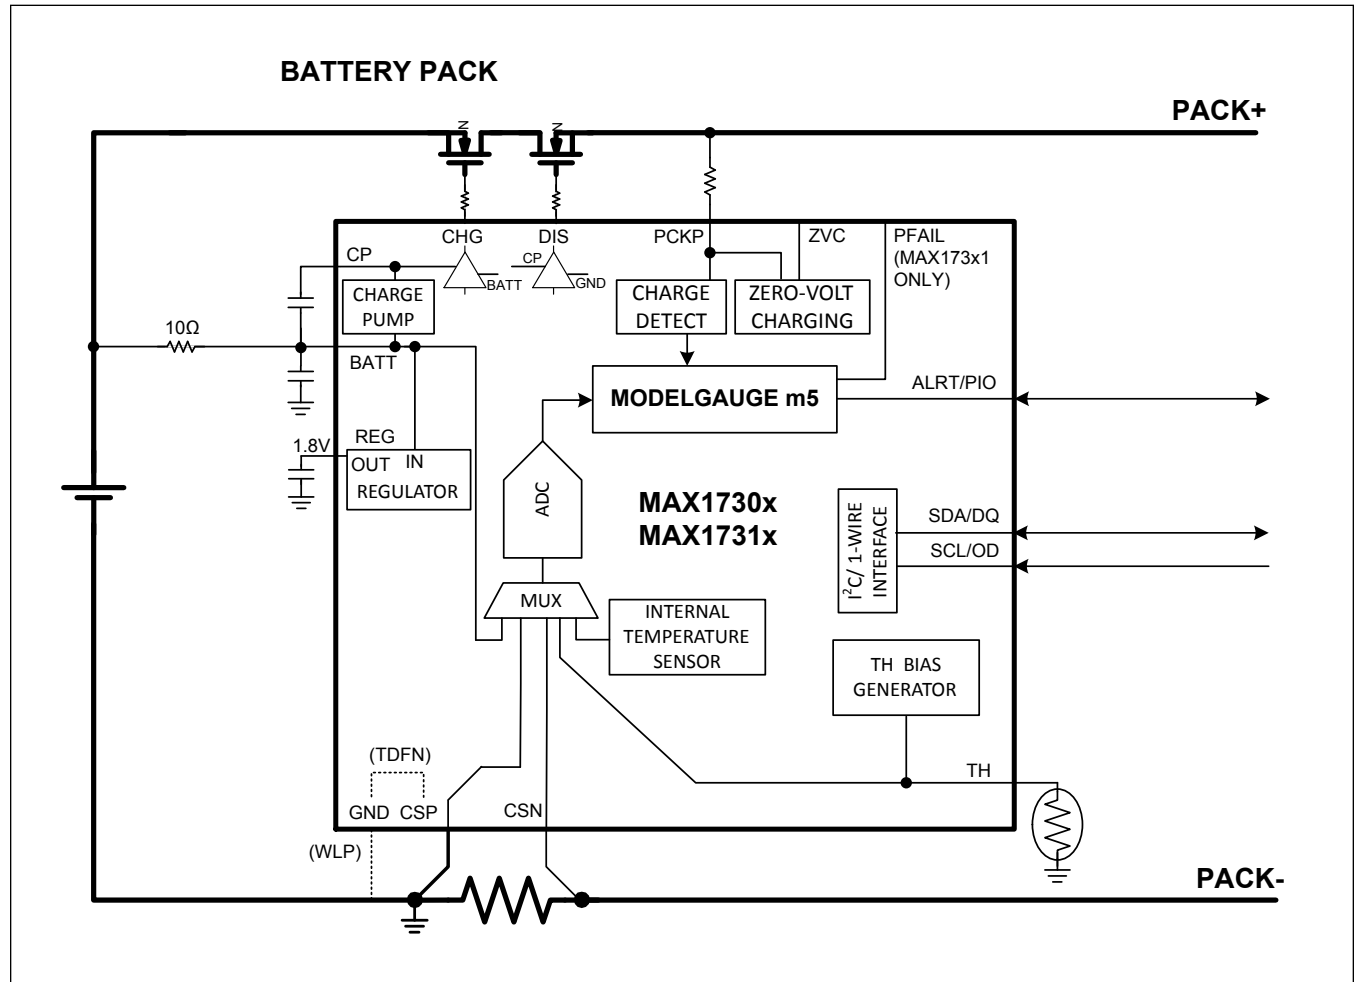 BATTERY PACK
PACK+
N
N
CHG
DIS
PCKP
ZVC
PFAIL
(MAX173x1
ONLY)
CP
CP
BATT
GND
CHARGE
PUMP
CHARGE
DETECT
ZERO-VOLT
CHARGING
10Ω
BATT
MODELGAUGE m5
ALRT/PIO
1.8V
REG
OUT
IN
REGULATOR
ADC
MAX1730x
MAX1731x
I²C/ 1-WIRE
INTERFACE
SDA/DQ
SCL/OD
MUX
INTERNAL
TEMPERATURE
SENSOR
TH BIAS
GENERATOR
(TDFN)
TH
GND
CSP
CSN
(WLP)
PACK-